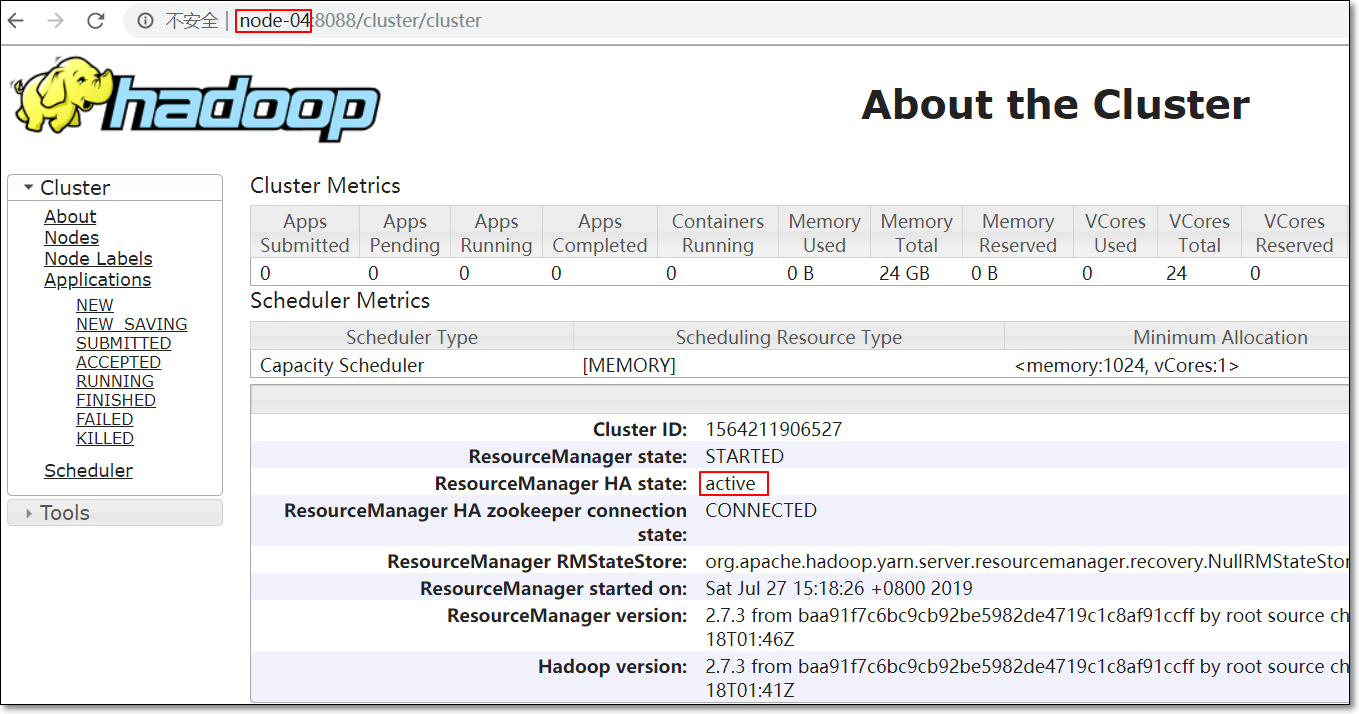 不安全 | node-04:8088/cluster/cluster
hadoop
About the Cluster
Cluster
About
Nodes
Node Labels
Applications
NEW
NEW_SAVING
SUBMITTED
ACCEPTED
RUNNING
FINISHED
FAILED
KILLED
Scheduler
Tools
Cluster Metrics
Apps Submitted Apps Pending Apps Running Apps Completed Containers Running Memory Used Memory Total Memory Reserved VCores Used VCores Total VCores Reserved
0 0 0 0 0 0 B 24 GB 0 B 0 24 0
Scheduler Metrics
Scheduler Type Scheduling Resource Type Minimum Allocation
Capacity Scheduler [MEMORY] <memory:1024, vCores:1>
Cluster ID: 1564211906527
ResourceManager state: STARTED
ResourceManager HA state: active
ResourceManager HA zookeeper connection state: CONNECTED
ResourceManager RMStateStore: org.apache.hadoop.yarn.server.resourcemanager.recovery.NullRMStateStor
ResourceManager started on: Sat Jul 27 15:18:26 +0800 2019
ResourceManager version: 2.7.3 from baa91f7c6bc9cb92be5982de4719c1c8af91ccff by root source ch
18T01:46Z
Hadoop version: 2.7.3 from baa91f7c6bc9cb92be5982de4719c1c8af91ccff by root source ch
18T01:41Z